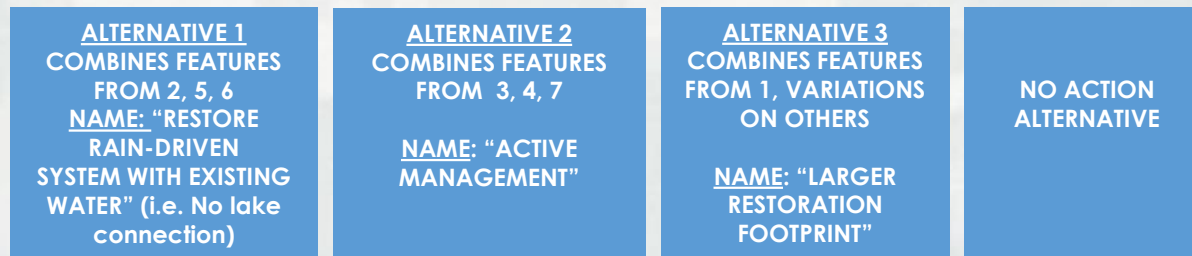 ALTERNATIVE 1
COMBINES FEATURES
FROM 2, 5, 6
NAME: “RESTORE
RAIN-DRIVEN
SYSTEM WITH EXISTING
WATER” (i.e. No lake
connection)
ALTERNATIVE 2
COMBINES FEATURES
FROM 3, 4, 7
NAME: “ACTIVE
MANAGEMENT”
ALTERNATIVE 3
COMBINES FEATURES
FROM 1, VARIATIONS
ON OTHERS
NAME: “LARGER
RESTORATION
FOOTPRINT”
NO ACTION
ALTERNATIVE